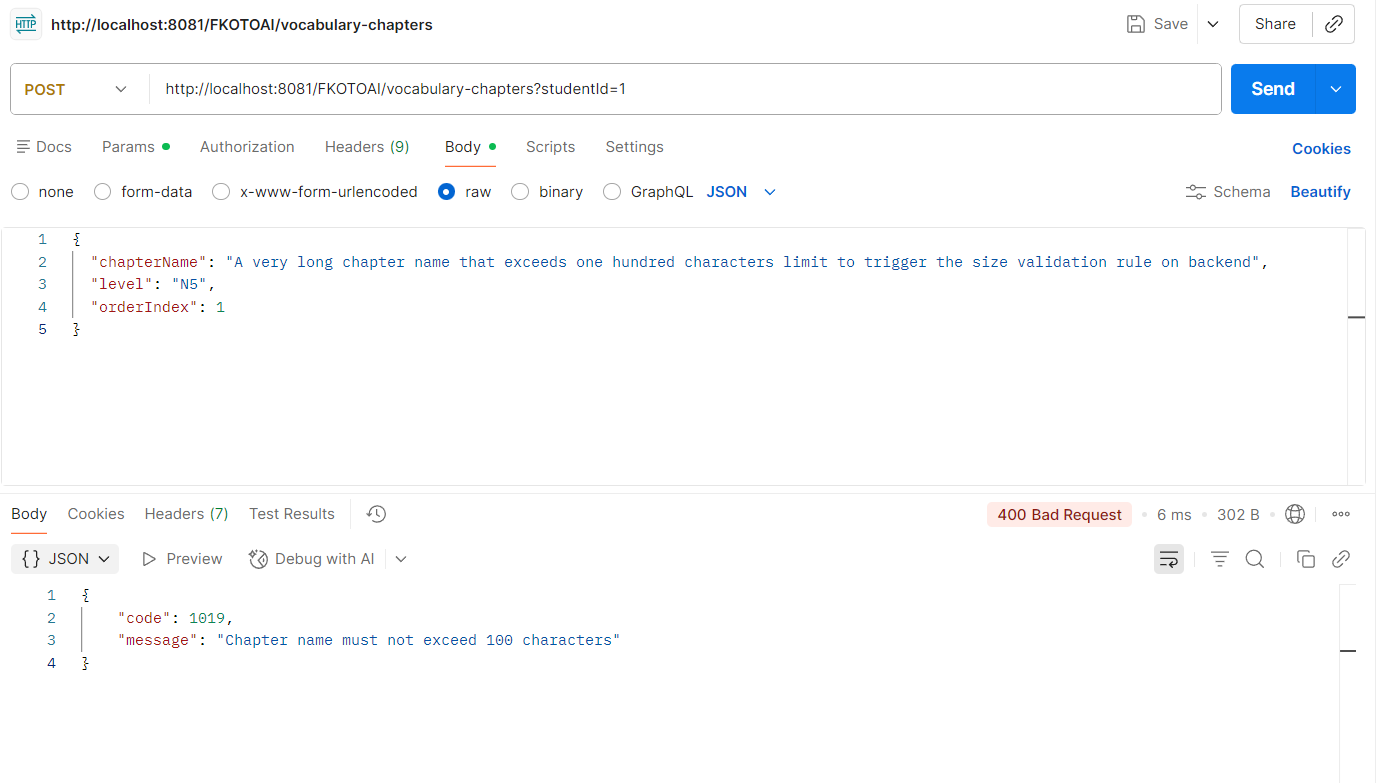 HTTP http://localhost:8081/FKOTOAI/vocabulary-chapters Save Share
POST http://localhost:8081/FKOTOAI/vocabulary-chapters?studentId=1 Send
Docs Params Authorization Headers (9) Body Scripts Settings Cookies
none form-data x-www-form-urlencoded raw binary GraphQL JSON Schema Beautify
1 {
2 "chapterName": "A very long chapter name that exceeds one hundred characters limit to trigger the size validation rule on backend",
3 "level": "N5",
4 "orderIndex": 1
5 }
Body Cookies Headers (7) Test Results 400 Bad Request 6 ms 302 B
{} JSON Preview Debug with AI
1 {
2 "code": 1019,
3 "message": "Chapter name must not exceed 100 characters"
4 }